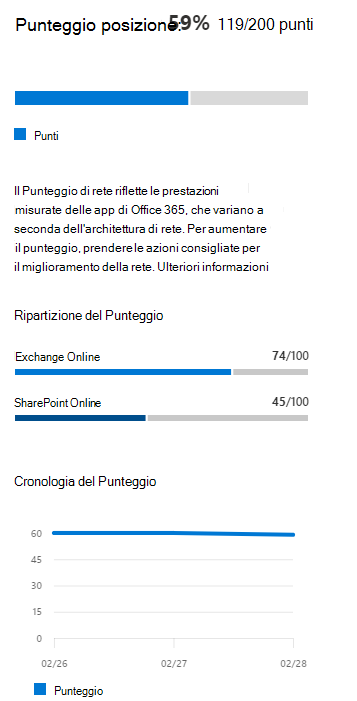 Punteggio posizione: 59% 119/200 punti
Punti
Il Punteggio di rete riflette le prestazioni
misurate delle app di Office 365, che variano a
seconda dell'architettura di rete. Per aumentare
il punteggio, prendere le azioni consigliate per
il miglioramento della rete. Ulteriori informazioni
Ripartizione del Punteggio
Exchange Online 74/100
SharePoint Online 45/100
Cronologia del Punteggio
60
45
30
15
0
02/26 02/27 02/28
Punteggio